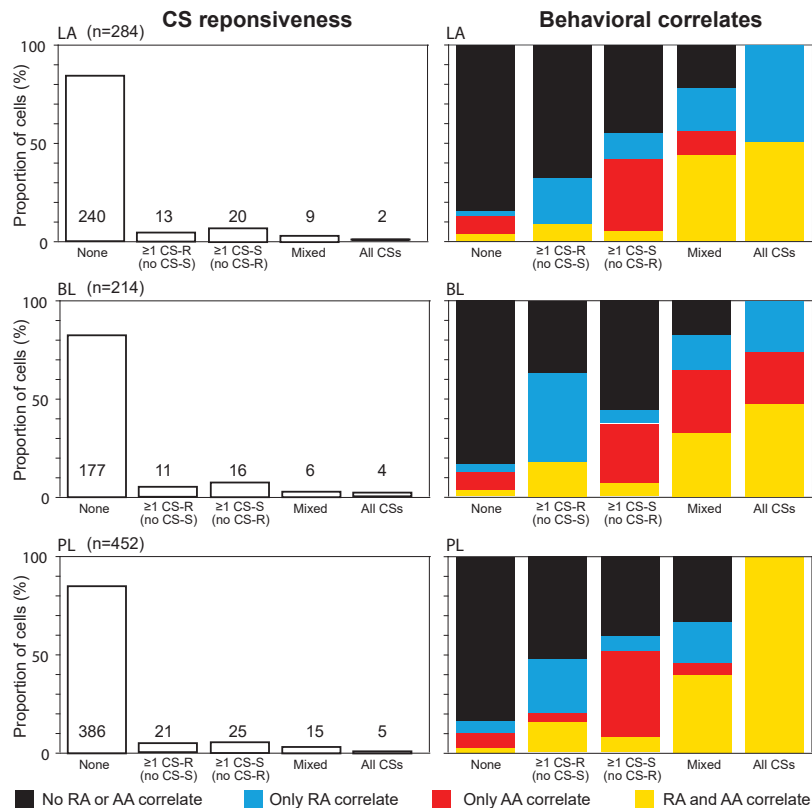 CS reponsiveness
Behavioral correlates
LA (n=284)
Proportion of cells (%)
100
50
0
240
13
20
9
2
None
≥1 CS-R
(no CS-S)
≥1 CS-S
(no CS-R)
Mixed
All CSs
None
≥1 CS-R
(no CS-S)
≥1 CS-S
(no CS-R)
Mixed
All CSs
BL (n=214)
Proportion of cells (%)
100
50
0
177
11
16
6
4
None
≥1 CS-R
(no CS-S)
≥1 CS-S
(no CS-R)
Mixed
All CSs
None
≥1 CS-R
(no CS-S)
≥1 CS-S
(no CS-R)
Mixed
All CSs
PL (n=452)
Proportion of cells (%)
100
50
0
386
21
25
15
5
None
≥1 CS-R
(no CS-S)
≥1 CS-S
(no CS-R)
Mixed
All CSs
None
≥1 CS-R
(no CS-S)
≥1 CS-S
(no CS-R)
Mixed
All CSs
No RA or AA correlate
Only RA correlate
Only AA correlate
RA and AA correlate